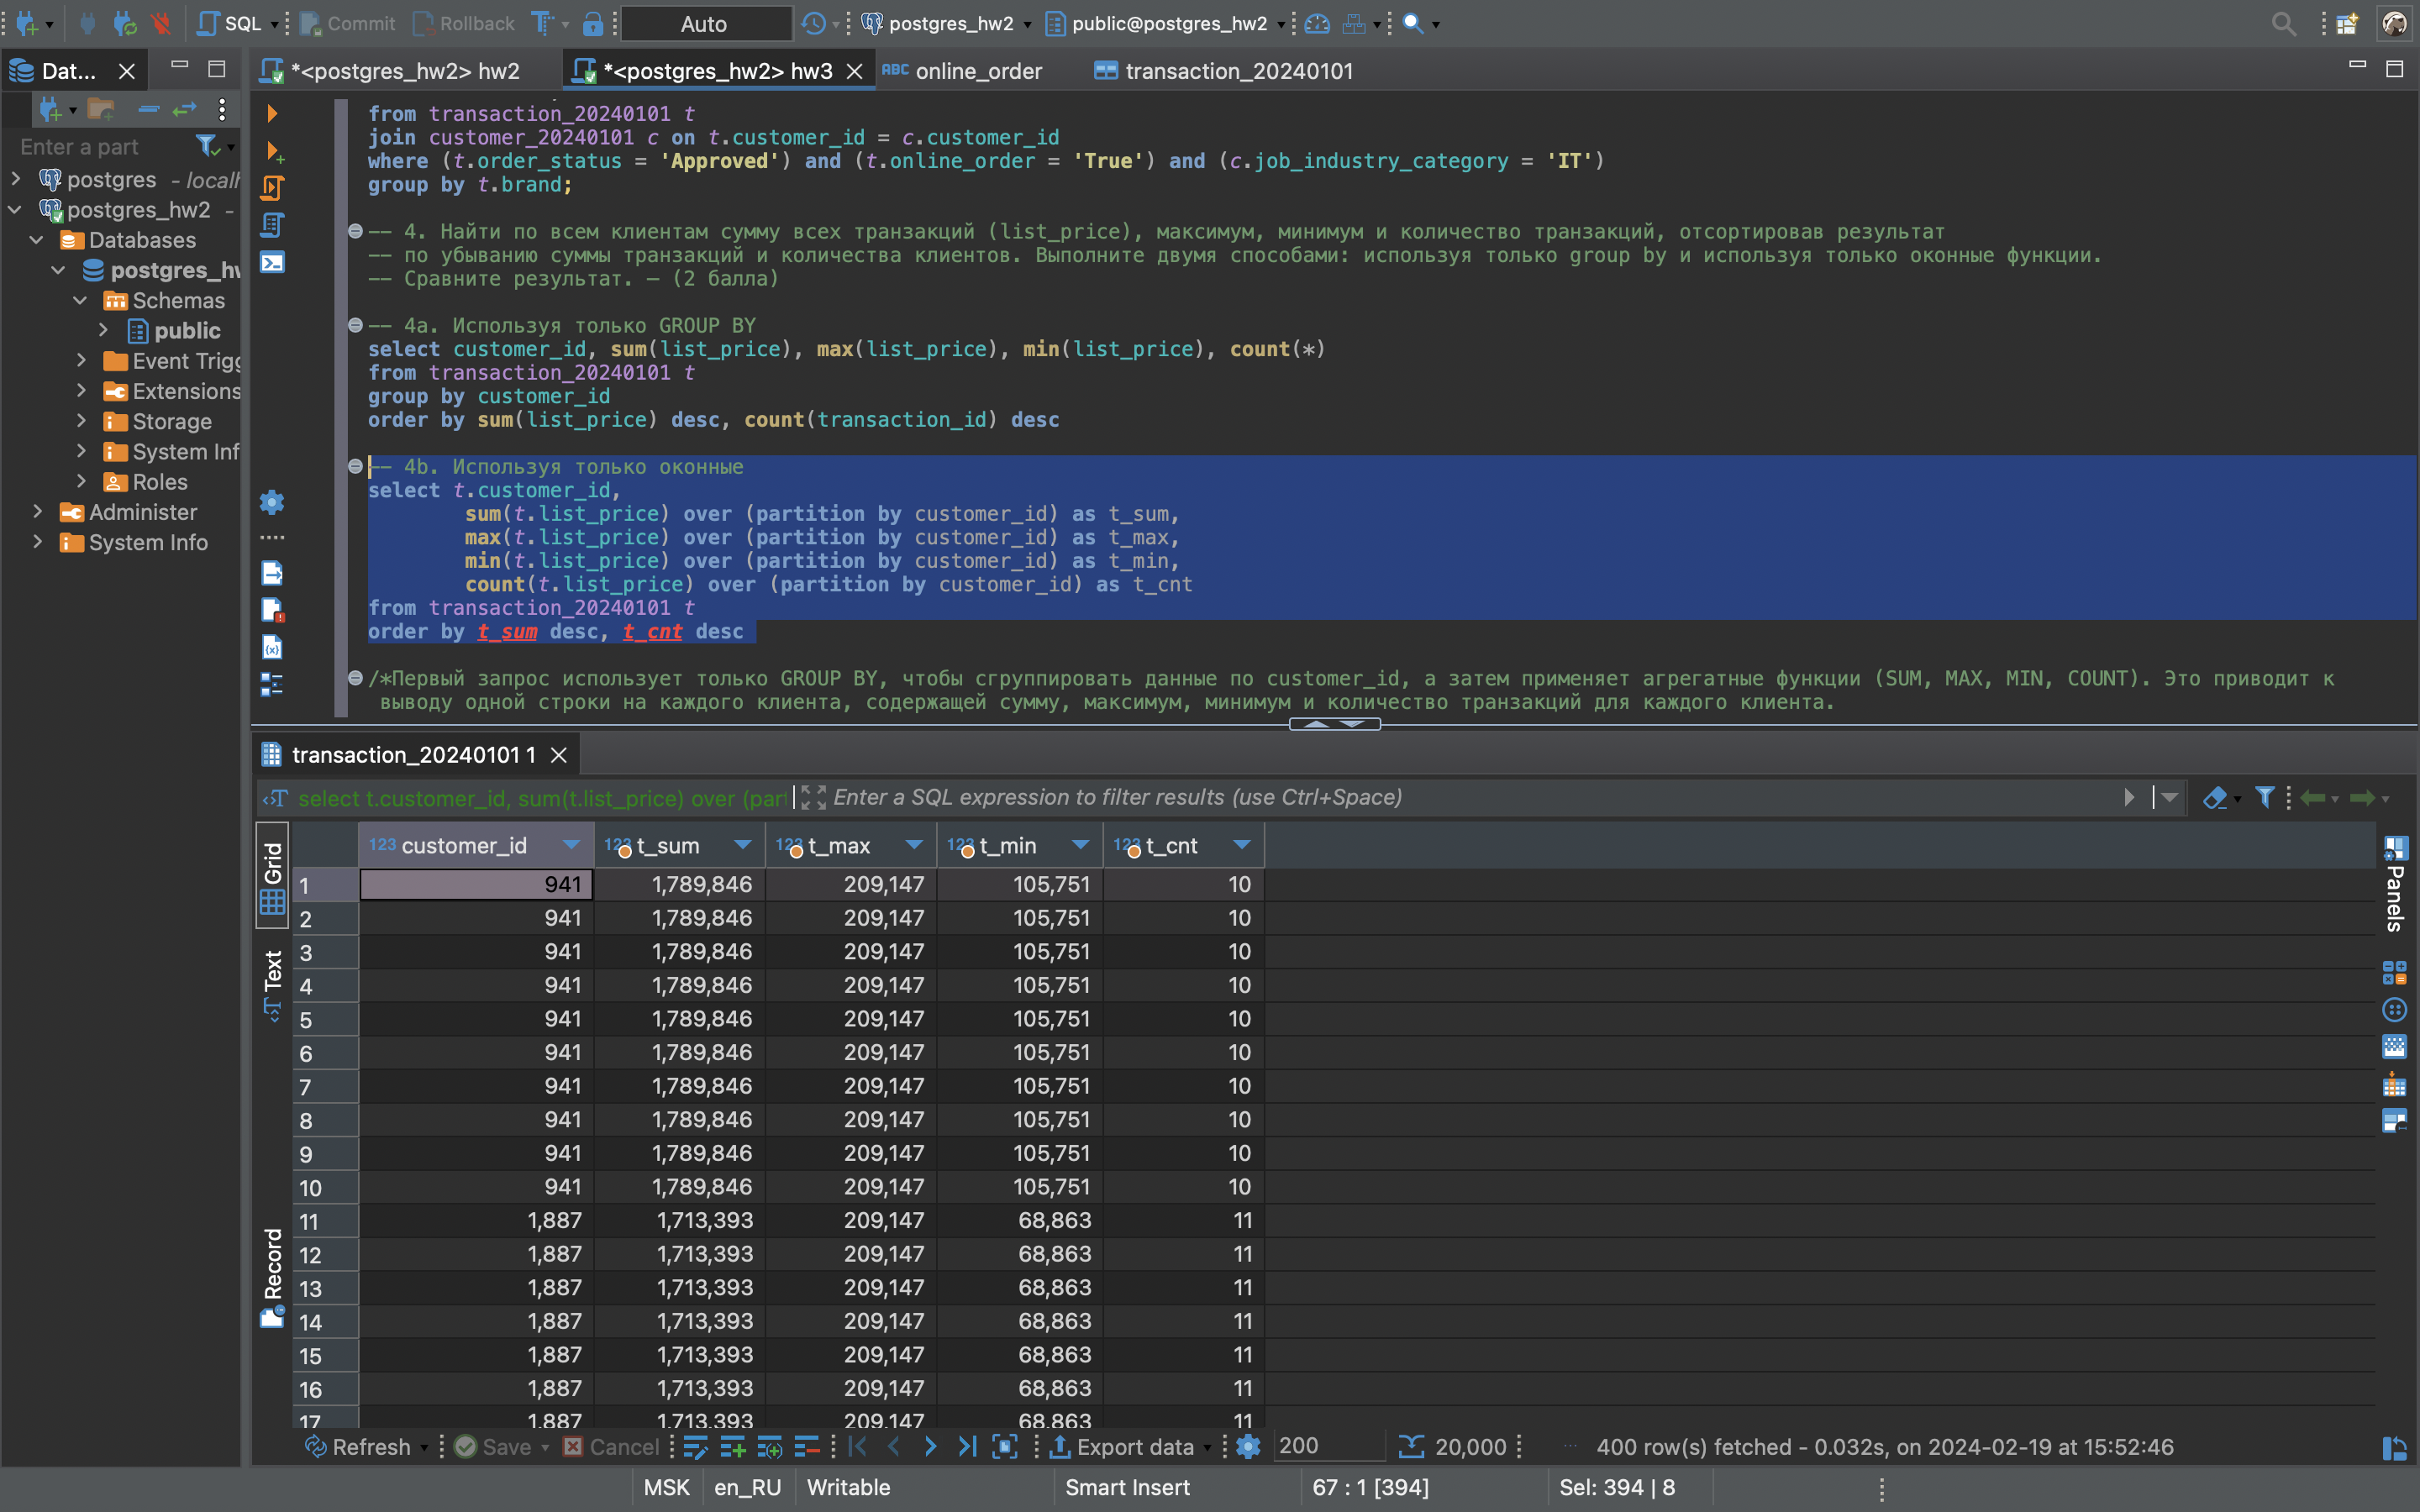 SQL Commit Rollback Auto postgres_hw2 public@postgres_hw2
Dat... *<postgres_hw2> hw2 *<postgres_hw2> hw3 ABC online_order transaction_20240101
Enter a part
postgres - localh
postgres_hw2 -
Databases
postgres_hw
Schemas
public
Event Trigg
Extensions
Storage
System Inf
Roles
Administer
System Info
from transaction_20240101 t
join customer_20240101 c on t.customer_id = c.customer_id
where (t.order_status = 'Approved') and (t.online_order = 'True') and (c.job_industry_category = 'IT')
group by t.brand;
-- 4. Найти по всем клиентам сумму всех транзакций (list_price), максимум, минимум и количество транзакций, отсортировав результат
-- по убыванию суммы транзакций и количества клиентов. Выполните двумя способами: используя только group by и используя только оконные функции.
-- Сравните результат. — (2 балла)
-- 4a. Используя только GROUP BY
select customer_id, sum(list_price), max(list_price), min(list_price), count(*)
from transaction_20240101 t
group by customer_id
order by sum(list_price) desc, count(transaction_id) desc
-- 4b. Используя только оконные
select t.customer_id,
sum(t.list_price) over (partition by customer_id) as t_sum,
max(t.list_price) over (partition by customer_id) as t_max,
min(t.list_price) over (partition by customer_id) as t_min,
count(t.list_price) over (partition by customer_id) as t_cnt
from transaction_20240101 t
order by t_sum desc, t_cnt desc
/*Первый запрос использует только GROUP BY, чтобы сгруппировать данные по customer_id, а затем применяет агрегатные функции (SUM, MAX, MIN, COUNT). Это приводит к
выводу одной строки на каждого клиента, содержащей сумму, максимум, минимум и количество транзакций для каждого клиента.
transaction_20240101 1
select t.customer_id, sum(t.list_price) over (part Enter a SQL expression to filter results (use Ctrl+Space)
Grid
Text
Record
Panels
123 customer_id 123 t_sum 123 t_max 123 t_min 123 t_cnt
1 941 1,789,846 209,147 105,751 10
2 941 1,789,846 209,147 105,751 10
3 941 1,789,846 209,147 105,751 10
4 941 1,789,846 209,147 105,751 10
5 941 1,789,846 209,147 105,751 10
6 941 1,789,846 209,147 105,751 10
7 941 1,789,846 209,147 105,751 10
8 941 1,789,846 209,147 105,751 10
9 941 1,789,846 209,147 105,751 10
10 941 1,789,846 209,147 105,751 10
11 1,887 1,713,393 209,147 68,863 11
12 1,887 1,713,393 209,147 68,863 11
13 1,887 1,713,393 209,147 68,863 11
14 1,887 1,713,393 209,147 68,863 11
15 1,887 1,713,393 209,147 68,863 11
16 1,887 1,713,393 209,147 68,863 11
17 1,887 1,713,393 209,147 68,863 11
Refresh Save Cancel Export data 200 20,000 ... 400 row(s) fetched - 0.032s, on 2024-02-19 at 15:52:46
MSK en_RU Writable Smart Insert 67 : 1 [394] Sel: 394 | 8